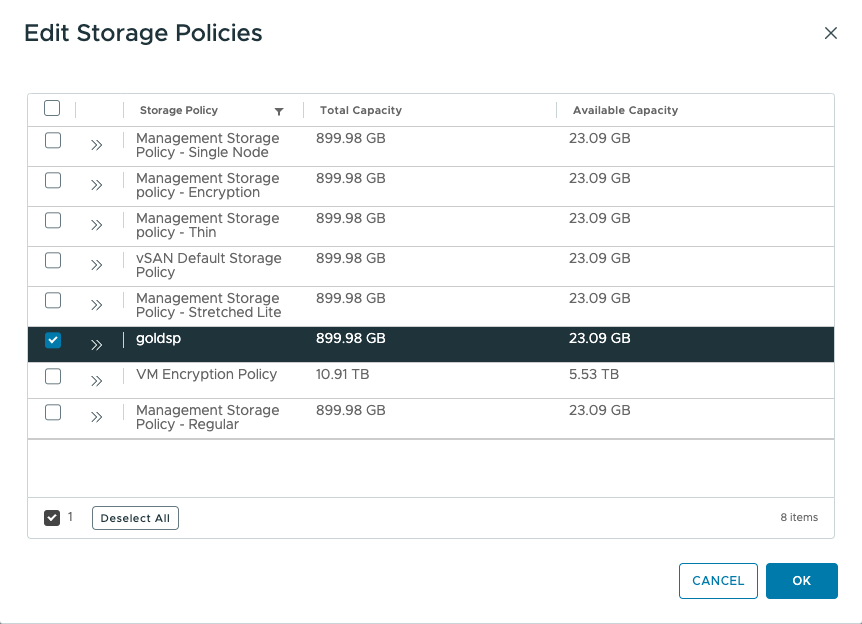 Edit Storage Policies
Storage Policy Total Capacity Available Capacity
Management Storage 899.98 GB 23.09 GB
Policy - Single Node
Management Storage 899.98 GB 23.09 GB
policy - Encryption
Management Storage 899.98 GB 23.09 GB
policy - Thin
vSAN Default Storage 899.98 GB 23.09 GB
Policy
Management Storage 899.98 GB 23.09 GB
Policy - Stretched Lite
goldsp 899.98 GB 23.09 GB
VM Encryption Policy 10.91 TB 5.53 TB
Management Storage 899.98 GB 23.09 GB
Policy - Regular
1 Deselect All 8 items
CANCEL OK